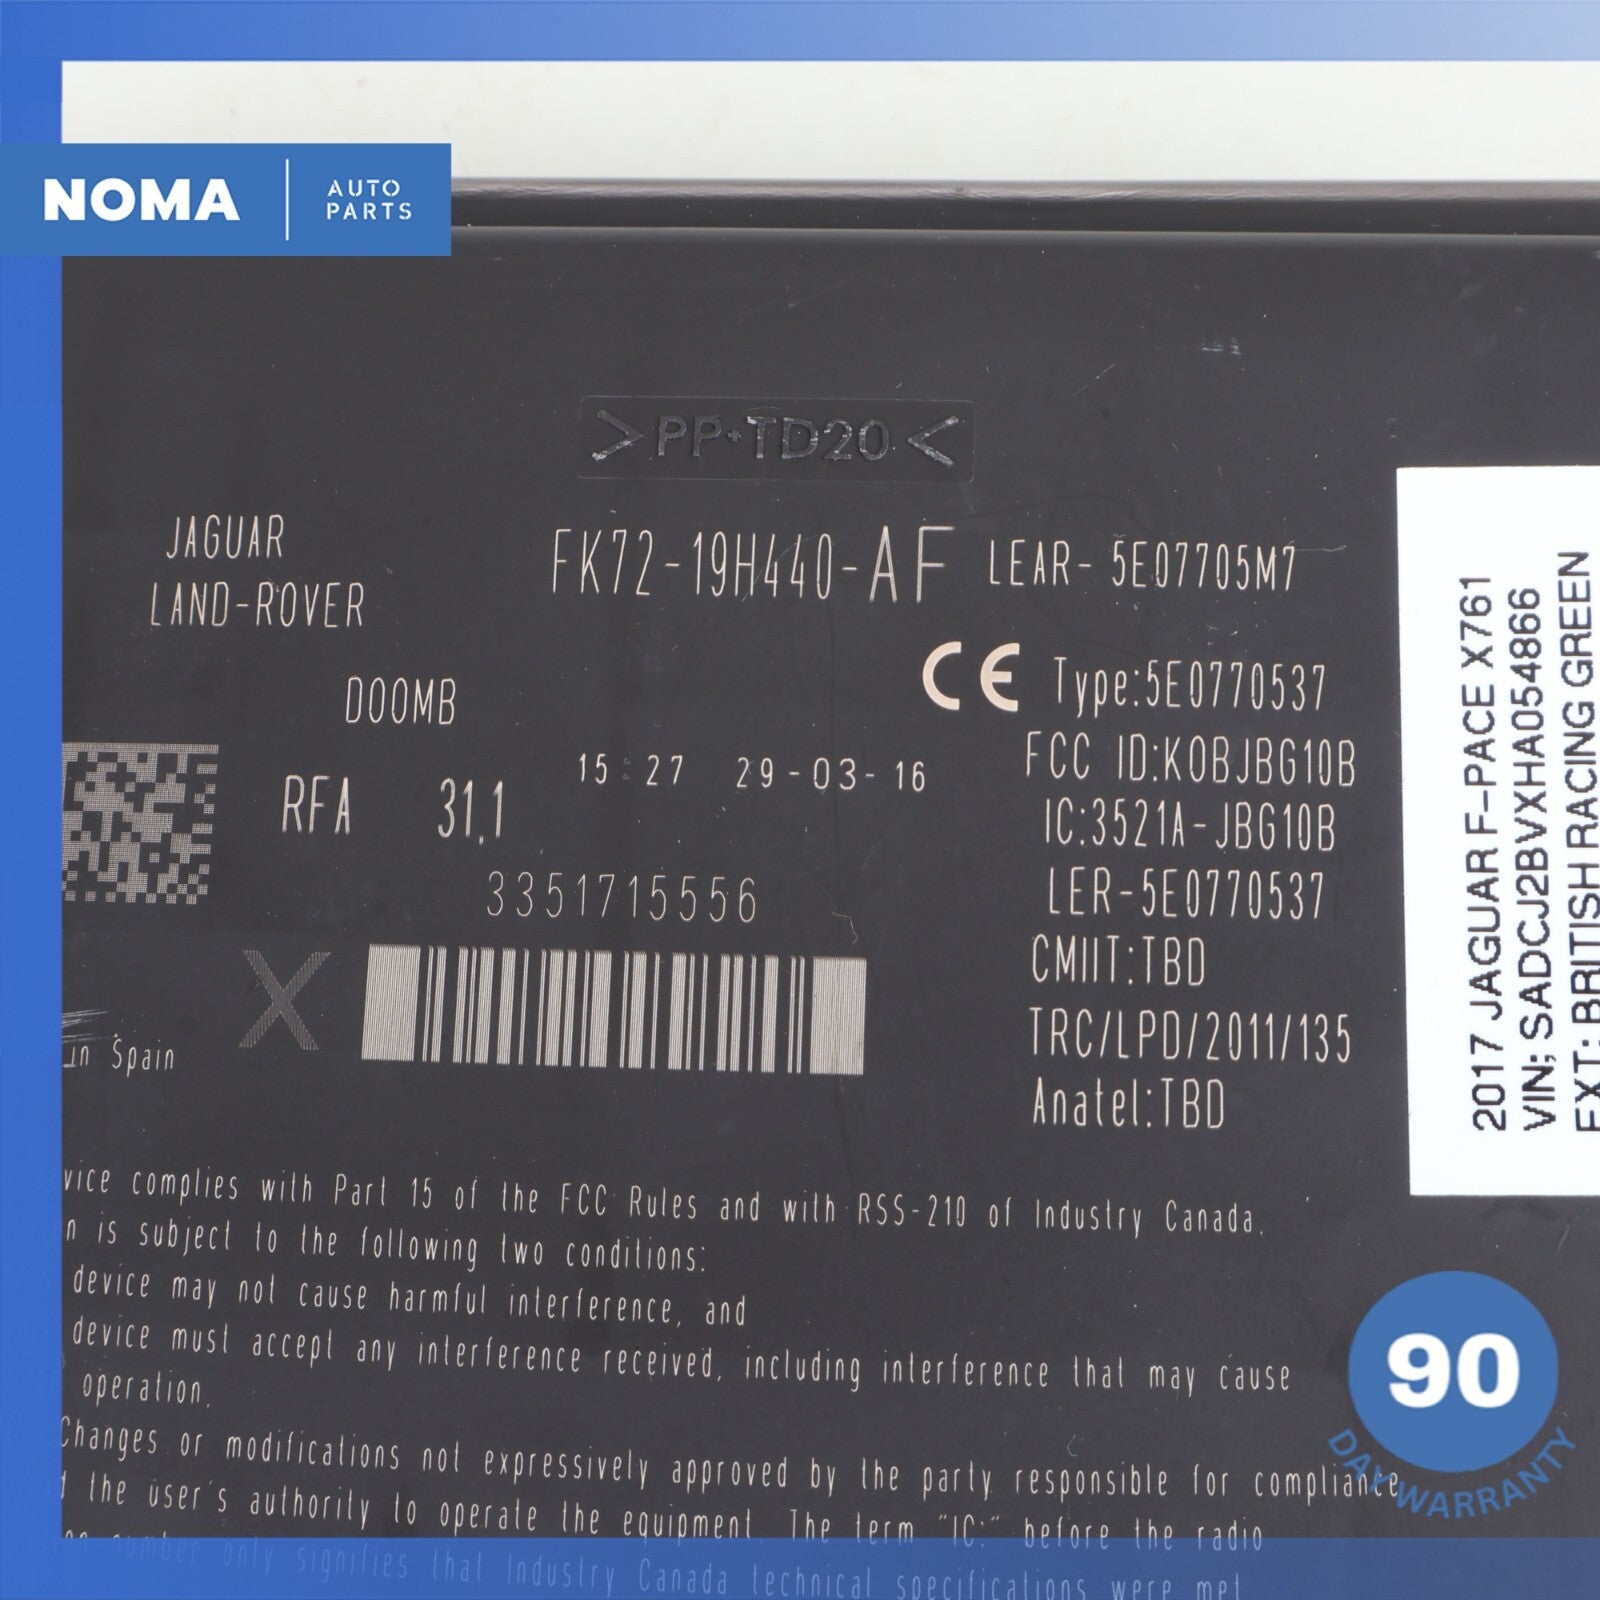 NOMA
AUTO
PARTS
>PP+TD20<
JAGUAR
LAND-ROVER
FK72-19H440-AF
LEAR- 5E07705M7
DOOMB
CE
Type:5E0770537
RFA 31.1
15:27 29-03-16
FCC ID:KOBJBG10B
IC:3521A-JBG10B
3351715556
LER-5E0770537
CMIIT:TBD
X
TRC/LPD/2011/135
in Spain
Anatel:TBD
2017 JAGUAR F-PACE X761
VIN; SADCJ2BVXHA054866
EXT: BRITISH RACING GREEN
vice complies with Part 15 of the FCC Rules and with RSS-210 of Industry Canada.
n is subject to the following two conditions:
device may not cause harmful interference, and
device must accept any interference received, including interference that may cause
operation.
Changes or modifications not expressively approved by the party responsible for compliance
the user's authority to operate the equipment. The term "IC:" before the radio
on number only signifies that Industry Canada technical specifications were met
90
DAY WARRANTY